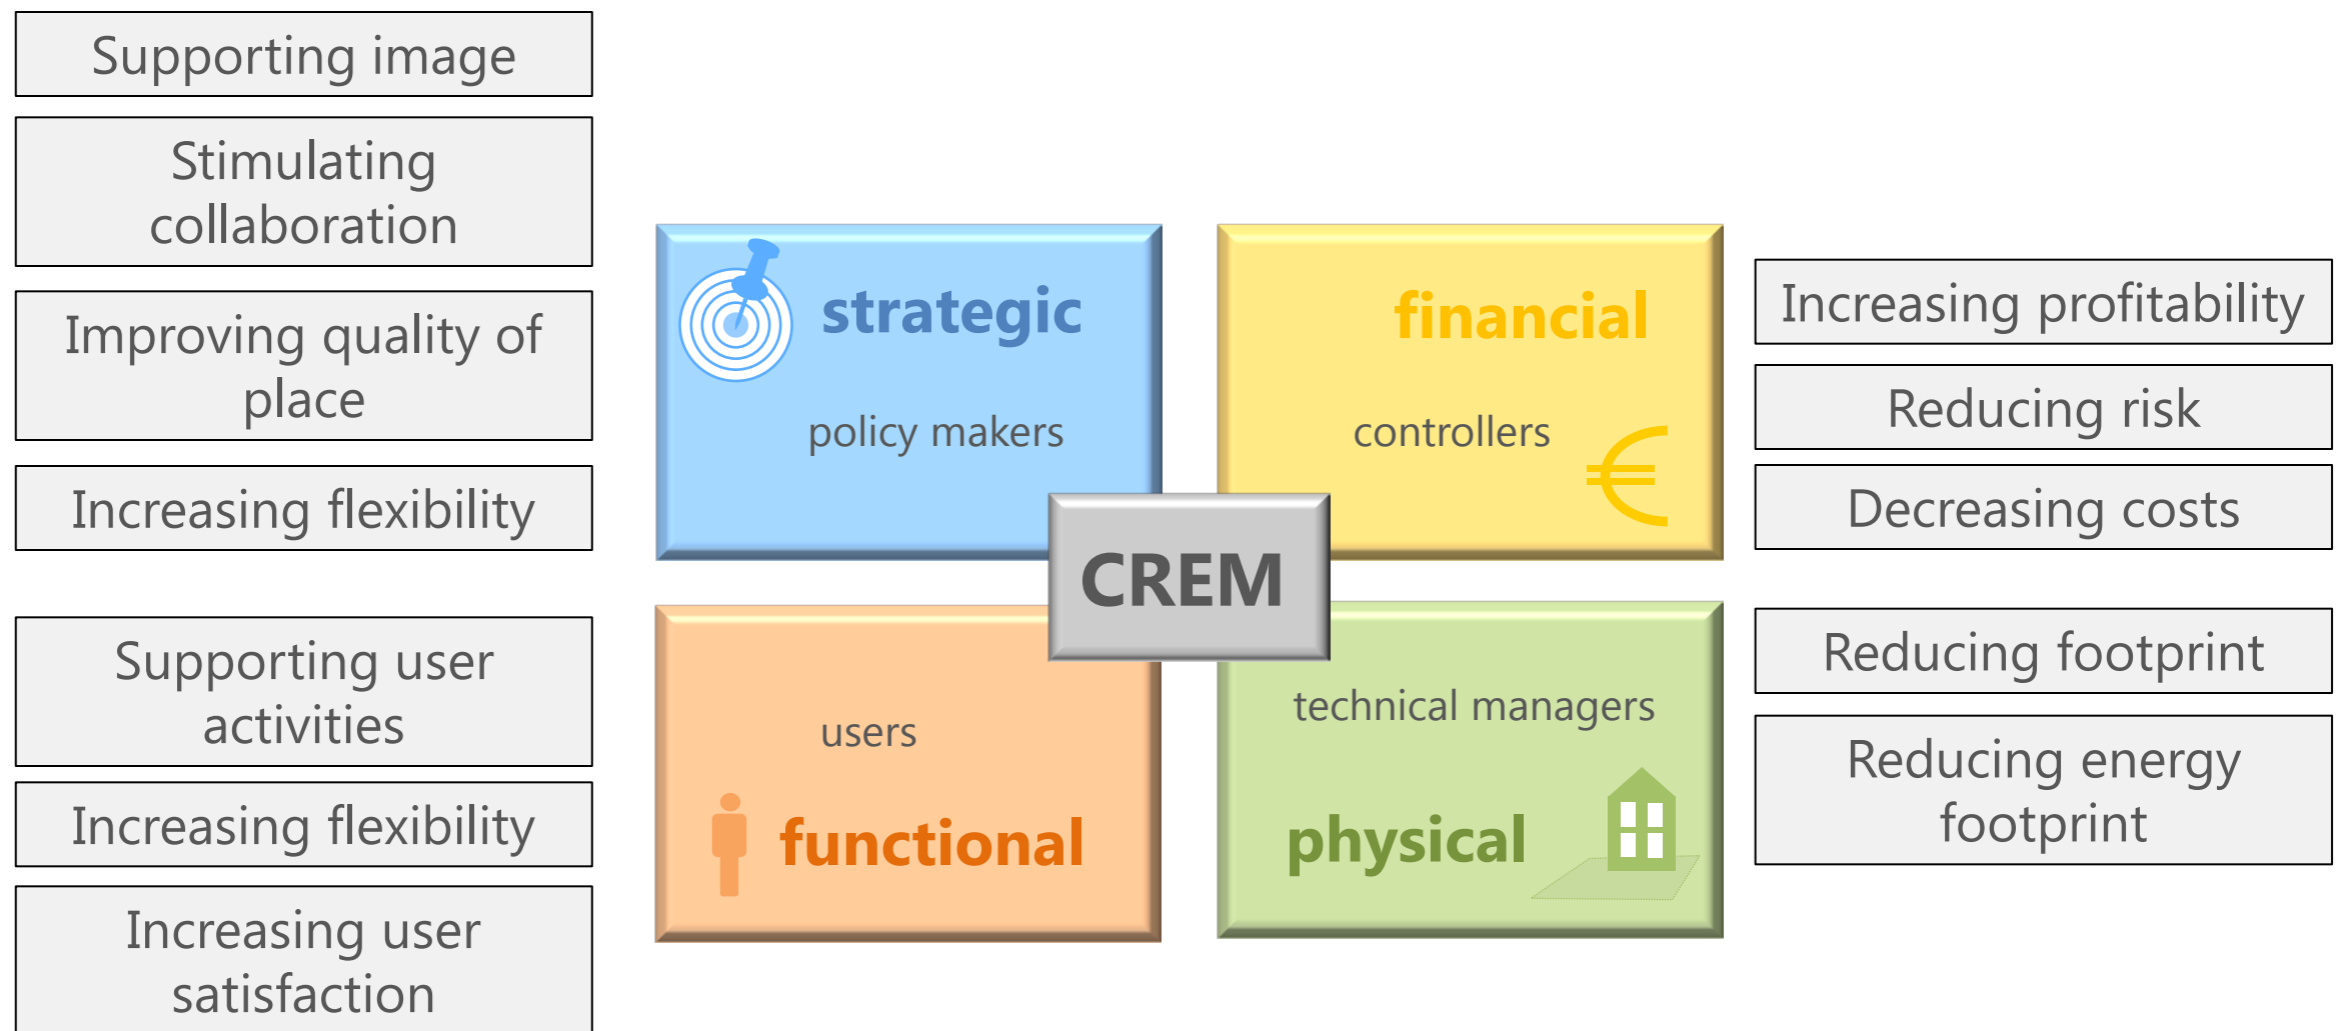 Supporting image
Stimulating
collaboration
Improving quality of
place
Increasing flexibility
Supporting user
activities
Increasing flexibility
Increasing user
satisfaction
strategic
policy makers
financial
controllers
€
CREM
users
functional
technical managers
physical
Increasing profitability
Reducing risk
Decreasing costs
Reducing footprint
Reducing energy
footprint